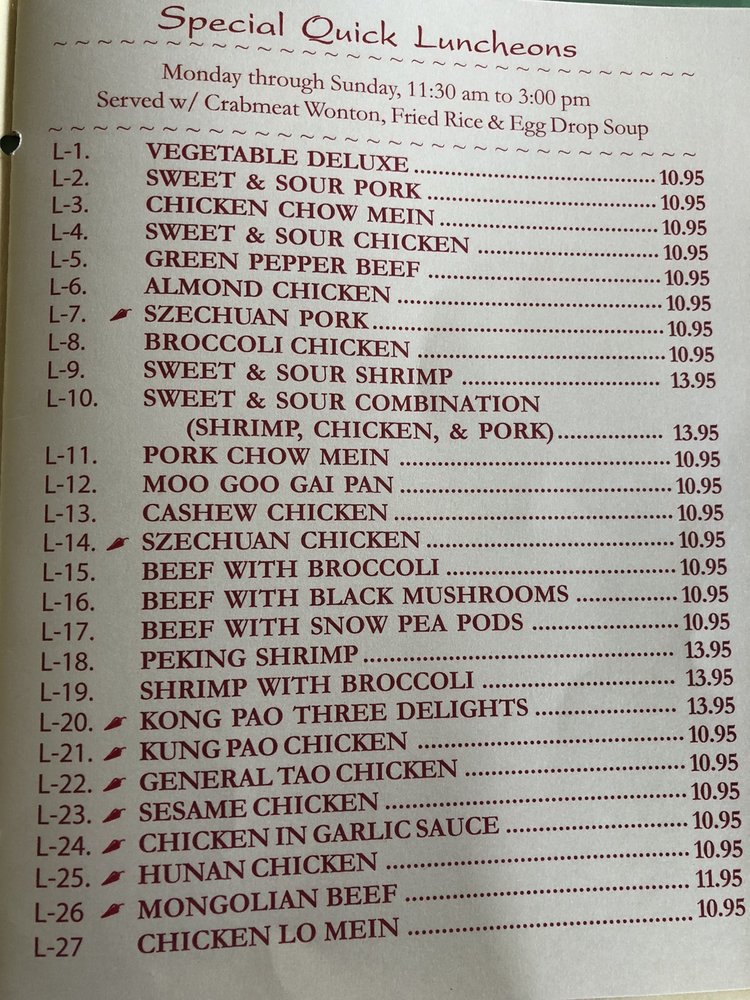 Special Quick Luncheons
Monday through Sunday, 11:30 am to 3:00 pm
Served w/ Crabmeat Wonton, Fried Rice & Egg Drop Soup
L-1. VEGETABLE DELUXE 10.95
L-2. SWEET & SOUR PORK 10.95
L-3. CHICKEN CHOW MEIN 10.95
L-4. SWEET & SOUR CHICKEN 10.95
L-5. GREEN PEPPER BEEF 10.95
L-6. ALMOND CHICKEN 10.95
L-7. SZECHUAN PORK 10.95
L-8. BROCCOLI CHICKEN 10.95
L-9. SWEET & SOUR SHRIMP 13.95
L-10. SWEET & SOUR COMBINATION
(SHRIMP, CHICKEN, & PORK) 13.95
L-11. PORK CHOW MEIN 10.95
L-12. MOO GOO GAI PAN 10.95
L-13. CASHEW CHICKEN 10.95
L-14. SZECHUAN CHICKEN 10.95
L-15. BEEF WITH BROCCOLI 10.95
L-16. BEEF WITH BLACK MUSHROOMS 10.95
L-17. BEEF WITH SNOW PEA PODS 10.95
L-18. PEKING SHRIMP 13.95
L-19. SHRIMP WITH BROCCOLI 13.95
L-20. KONG PAO THREE DELIGHTS 13.95
L-21. KUNG PAO CHICKEN 10.95
L-22. GENERAL TAO CHICKEN 10.95
L-23. SESAME CHICKEN 10.95
L-24. CHICKEN IN GARLIC SAUCE 10.95
L-25. HUNAN CHICKEN 10.95
L-26 MONGOLIAN BEEF 11.95
L-27 CHICKEN LO MEIN 10.95